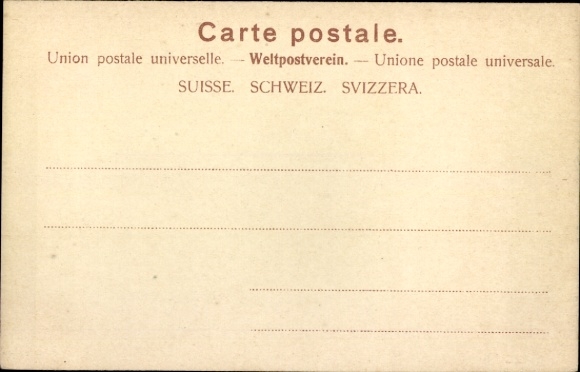 Carte postale.
Union postale universelle. — Weltpostverein. — Unione postale universale.
SUISSE. SCHWEIZ. SVIZZERA.